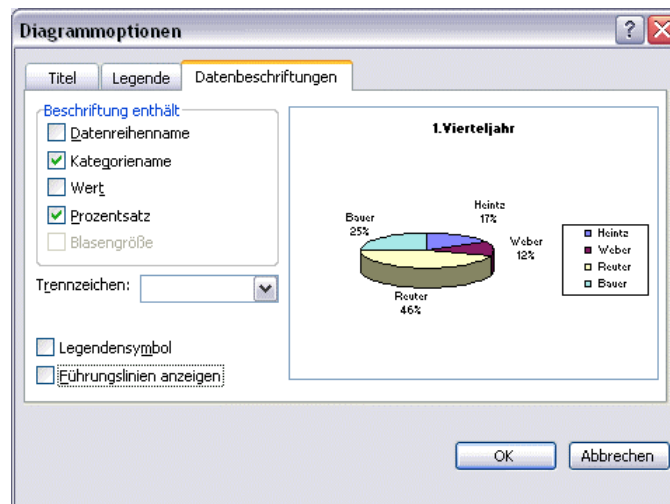 Diagrammoptionen
Titel
Legende
Datenbeschriftungen
Beschriftung enthält
Datenreihenname
Kategoriename
Wert
Prozentsatz
Blasengröße
Trennzeichen:
Legendensymbol
Führungslinien anzeigen
1.Vierteljahr
Heintz
17%
Weber
12%
Bauer
25%
Reuter
46%
Heintz
Weber
Reuter
Bauer
OK
Abbrechen